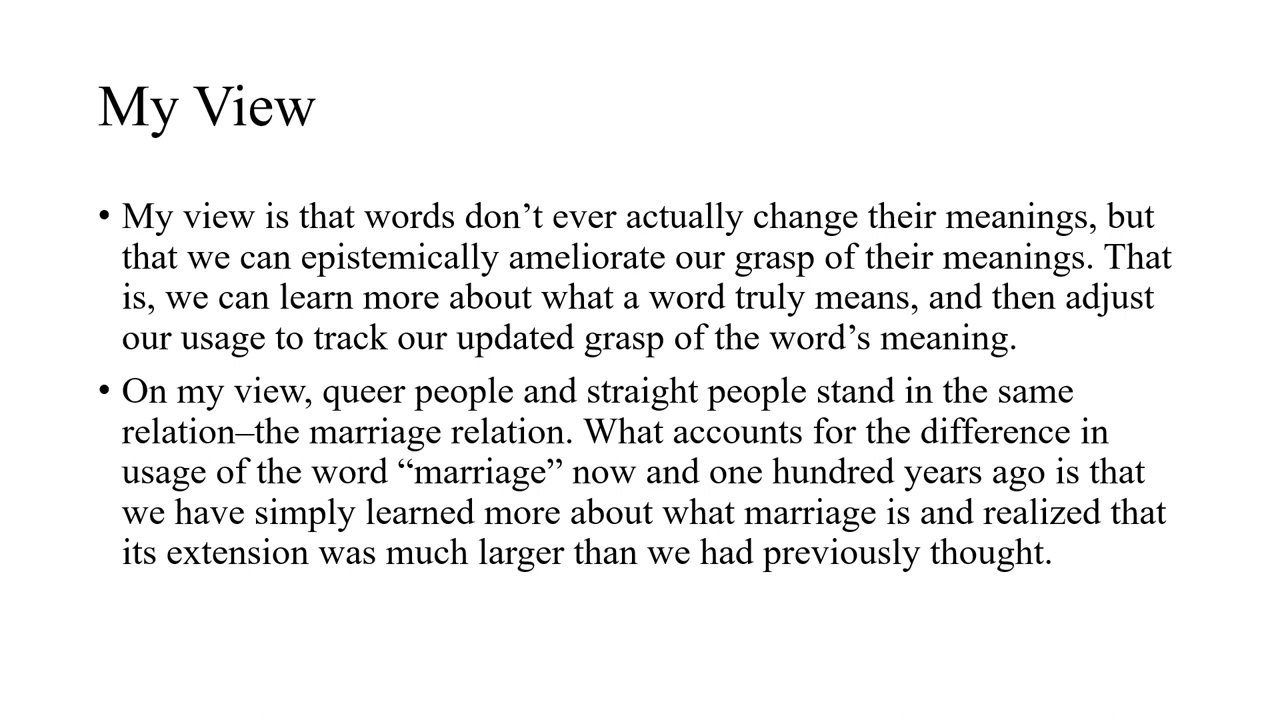 My View
• My view is that words don’t ever actually change their meanings, but
that we can epistemically ameliorate our grasp of their meanings. That
is, we can learn more about what a word truly means, and then adjust
our usage to track our updated grasp of the word’s meaning.
• On my view, queer people and straight people stand in the same
relation–the marriage relation. What accounts for the difference in
usage of the word “marriage” now and one hundred years ago is that
we have simply learned more about what marriage is and realized that
its extension was much larger than we had previously thought.